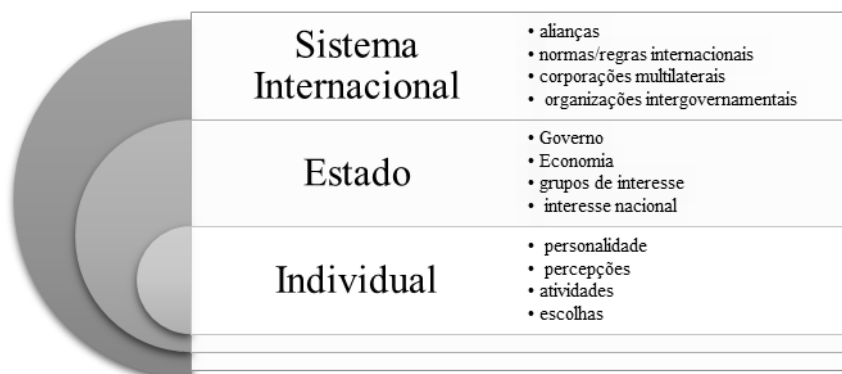 Sistema
Internacional
• alianças
• normas/regras internacionais
• corporações multilaterais
• organizações intergovernamentais
Estado
• Governo
• Economia
• grupos de interesse
• interesse nacional
Individual
• personalidade
• percepções
• atividades
• escolhas